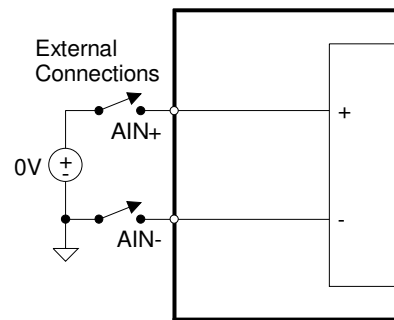 External
Connections
AIN+
+
0V
+
-
AIN-
-